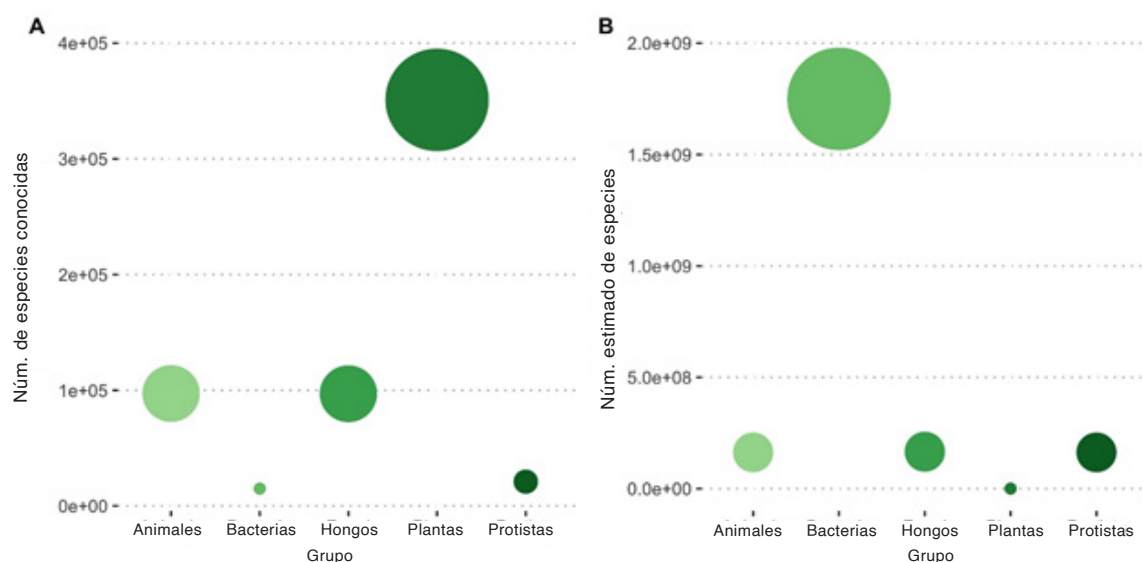 A
Núm. de especies conocidas
4e+05
3e+05
2e+05
1e+05
0e+00
Animales Bacterias Hongos Plantas Protistas
Grupo
B
Núm. estimado de especies
2.0e+09
1.5e+09
1.0e+09
5.0e+08
0.0e+00
Animales Bacterias Hongos Plantas Protistas
Grupo